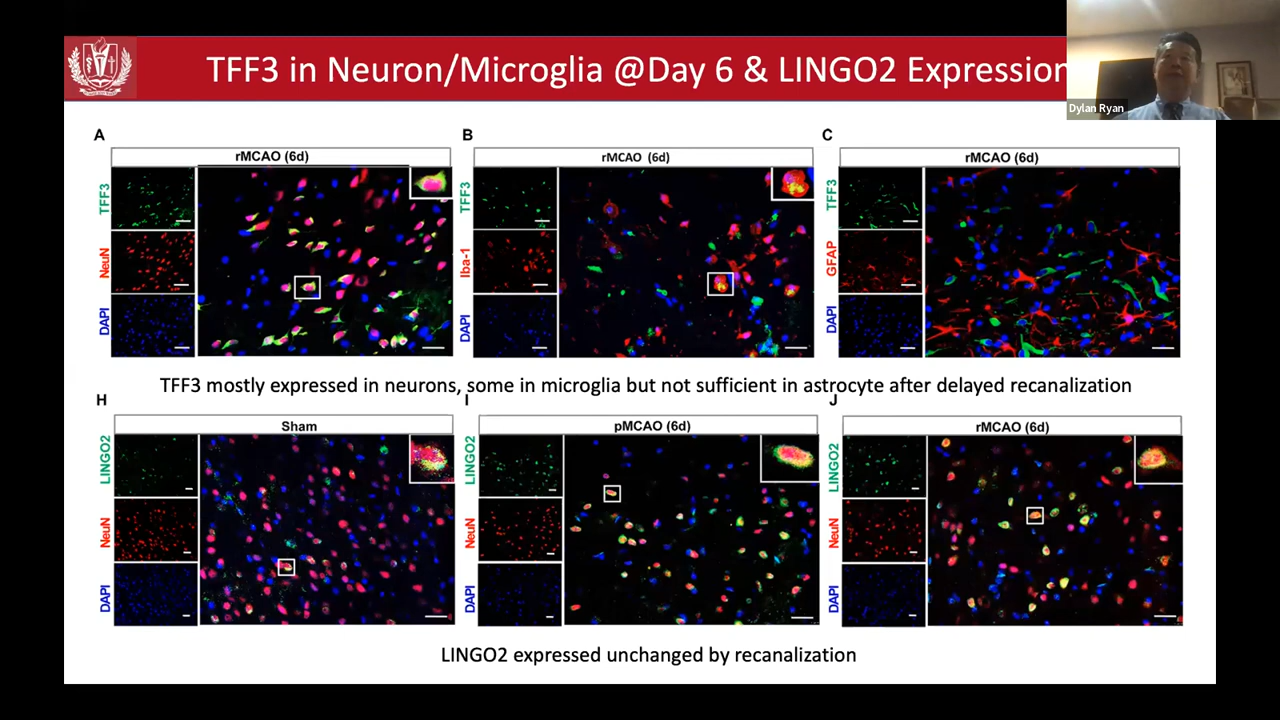 TFF3 in Neuron/Microglia @Day 6 & LINGO2 Expression
Dylan Ryan
A
rMCAO (6d)
TFF3
NeuN
DAPI
B
rMCAO (6d)
TFF3
Iba-1
DAPI
C
rMCAO (6d)
TFF3
GFAP
DAPI
TFF3 mostly expressed in neurons, some in microglia but not sufficient in astrocyte after delayed recanalization
H
Sham
LINGO2
NeuN
DAPI
I
pMCAO (6d)
LINGO2
NeuN
DAPI
J
rMCAO (6d)
LINGO2
NeuN
DAPI
LINGO2 expressed unchanged by recanalization